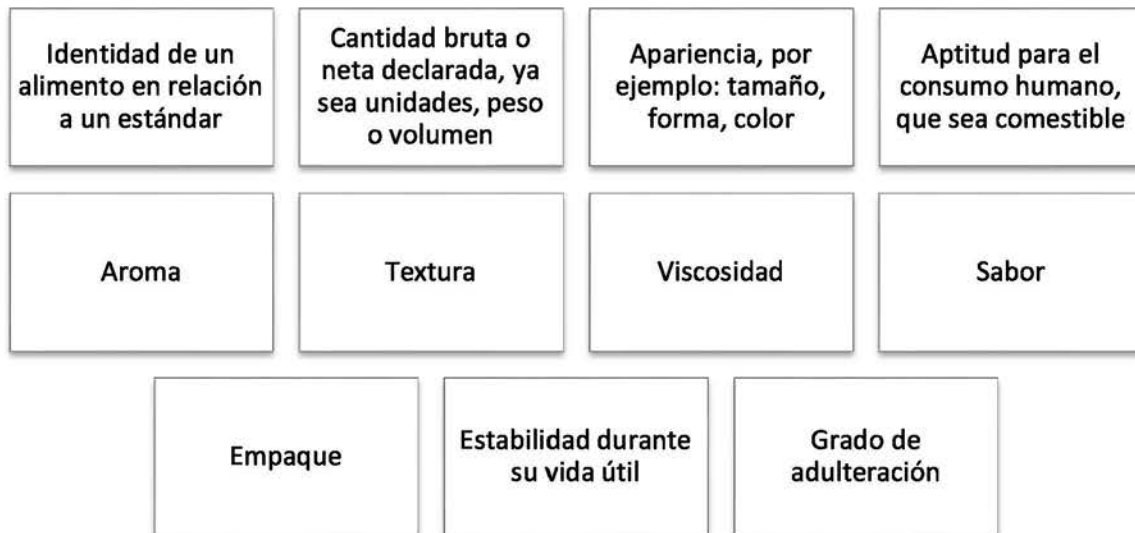 Identidad de un
alimento en relación
a un estándar
Cantidad bruta o
neta declarada, ya
sea unidades, peso
o volumen
Apariencia, por
ejemplo: tamaño,
forma, color
Aptitud para el
consumo humano,
que sea comestible
Aroma
Textura
Viscosidad
Sabor
Empaque
Estabilidad durante
su vida útil
Grado de
adulteración